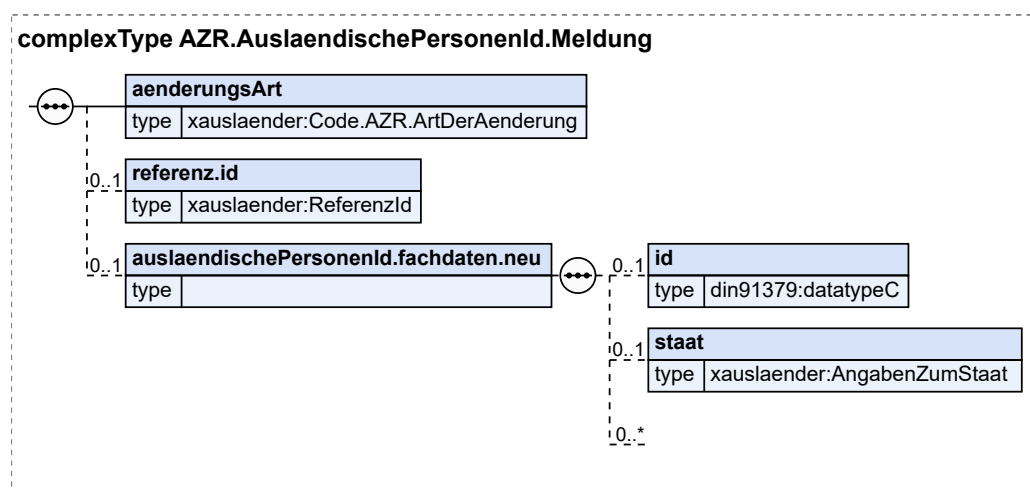 complexType AZR.AuslaendischePersonenId.Meldung
aenderungsArt
type xauslaender:Code.AZR.ArtDerAenderung
0..1 referenz.id
type xauslaender:ReferenzId
0..1 auslaendischePersonenId.fachdaten.neu
type
0..1 id
type din91379:datatypeC
0..1 staat
type xauslaender:AngabenZumStaat
0..*